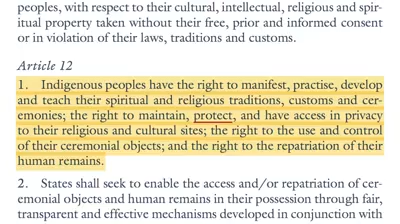 peoples, with respect to their cultural, intellectual, religious and spir-
itual property taken without their free, prior and informed consent
or in violation of their laws, traditions and customs.
Article 12
1. Indigenous peoples have the right to manifest, practise, develop
and teach their spiritual and religious traditions, customs and cer-
emonies; the right to maintain, protect, and have access in privacy
to their religious and cultural sites; the right to the use and control
of their ceremonial objects; and the right to the repatriation of their
human remains.
2. States shall seek to enable the access and/or repatriation of cer-
emonial objects and human remains in their possession through fair,
transparent and effective mechanisms developed in conjunction with